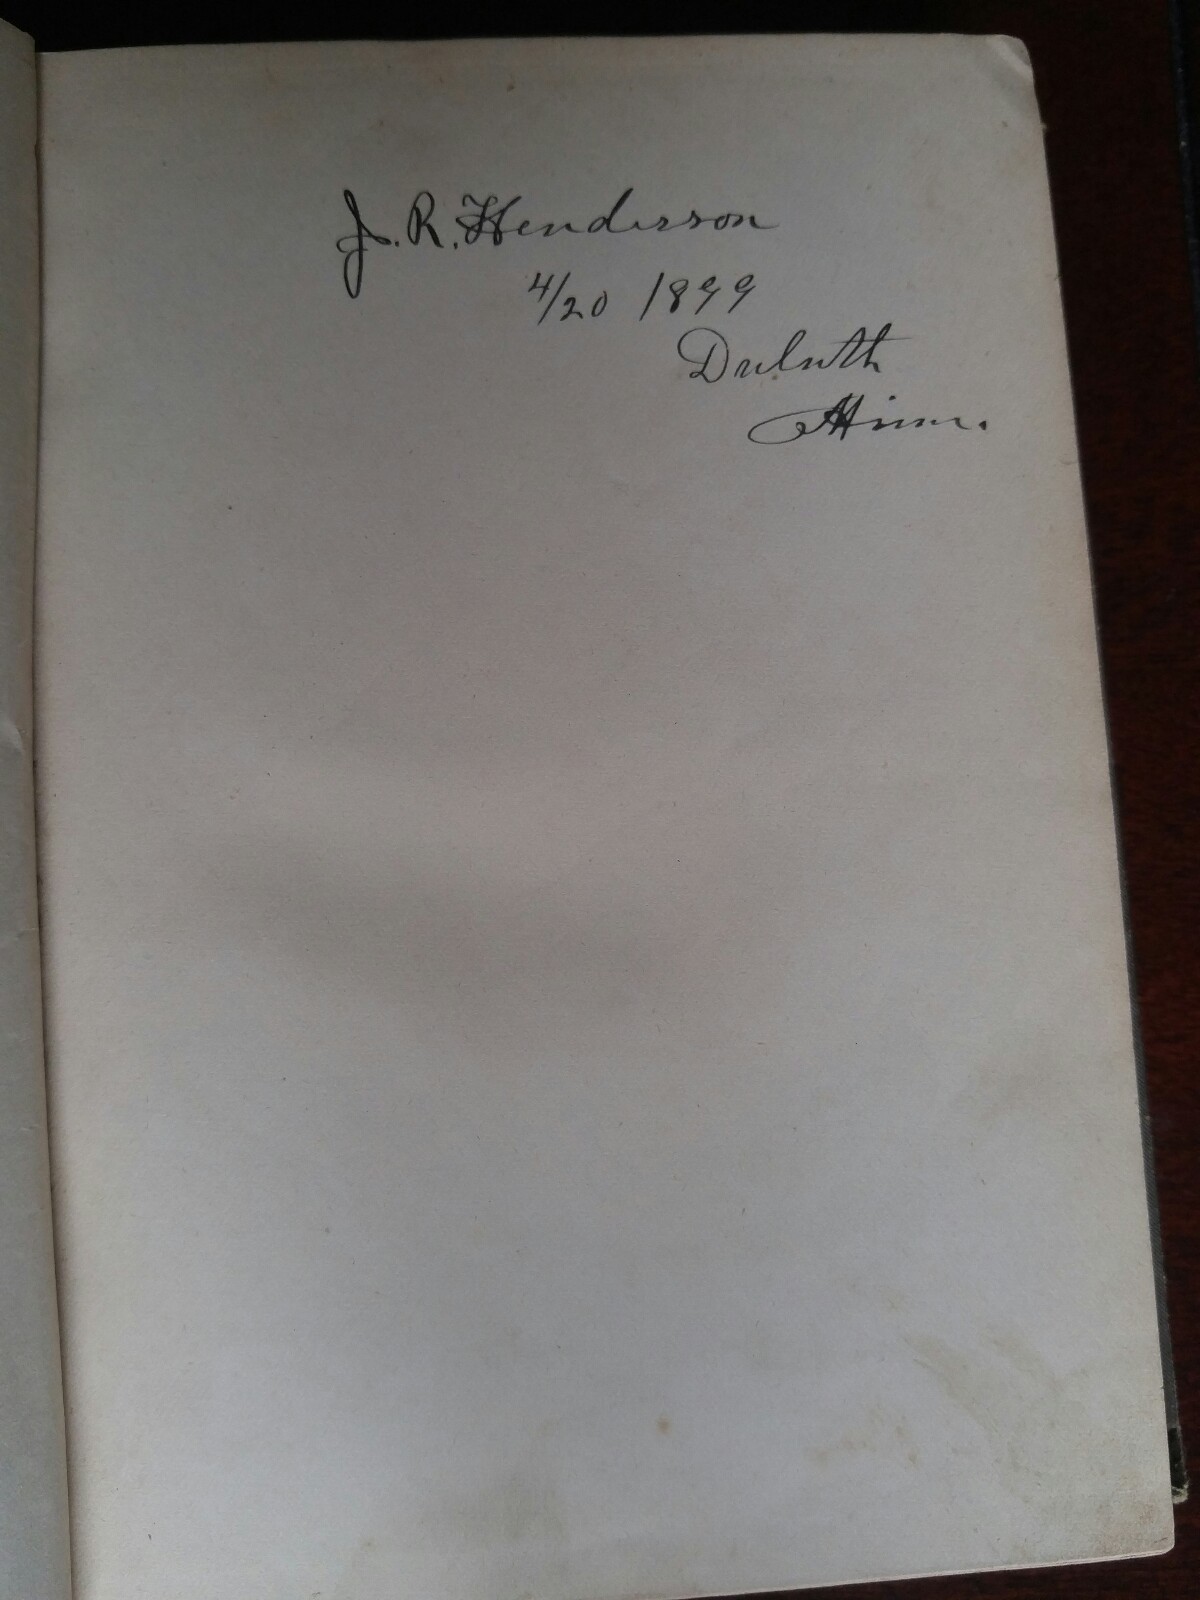 J. R. Henderson
4/20 1899
Duluth
Minn.